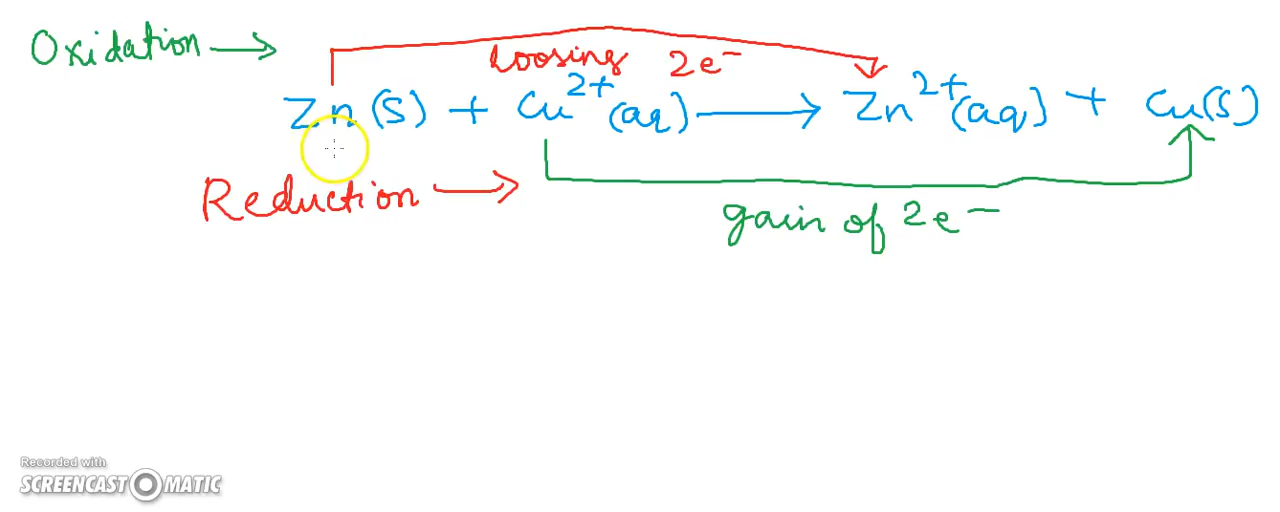 Oxidation →
Loosing 2e⁻
Zn (s) + Cu²⁺ (aq) → Zn²⁺ (aq) + Cu(s)
Reduction →
gain of 2e⁻
Recorded with
SCREENCAST MATIC